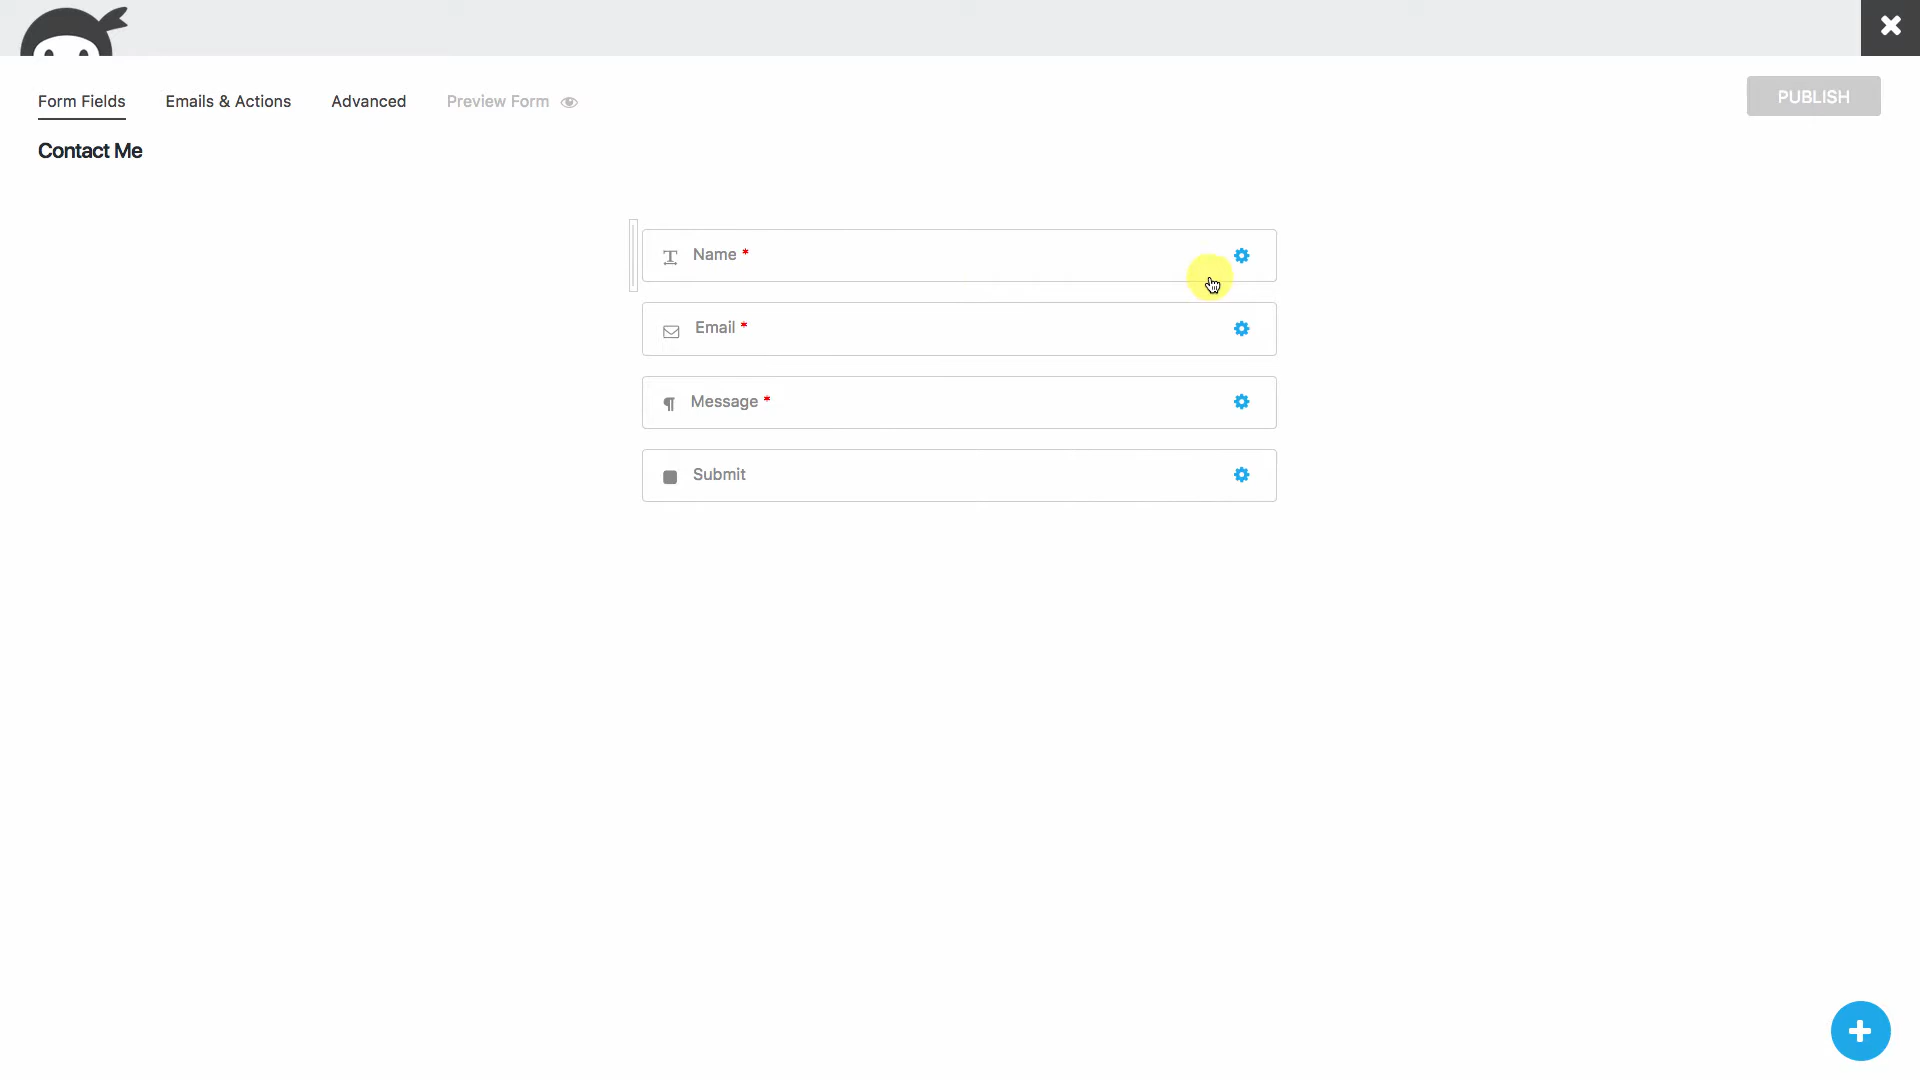 Form Fields Emails & Actions Advanced Preview Form
PUBLISH
Contact Me
Name *
Email *
Message *
Submit